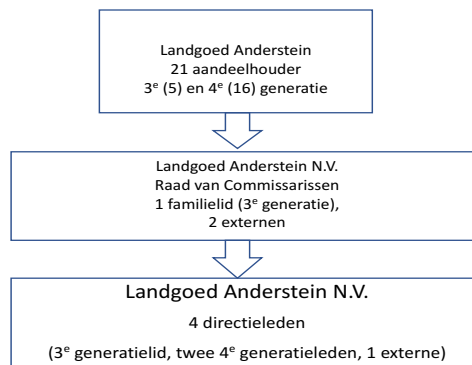 Landgoed Anderstein
21 aandeelhouder
3e (5) en 4e (16) generatie
Landgoed Anderstein N.V.
Raad van Commissarissen
1 familielid (3e generatie),
2 externen
Landgoed Anderstein N.V.
4 directieleden
(3e generatielid, twee 4e generatieleden, 1 externe)